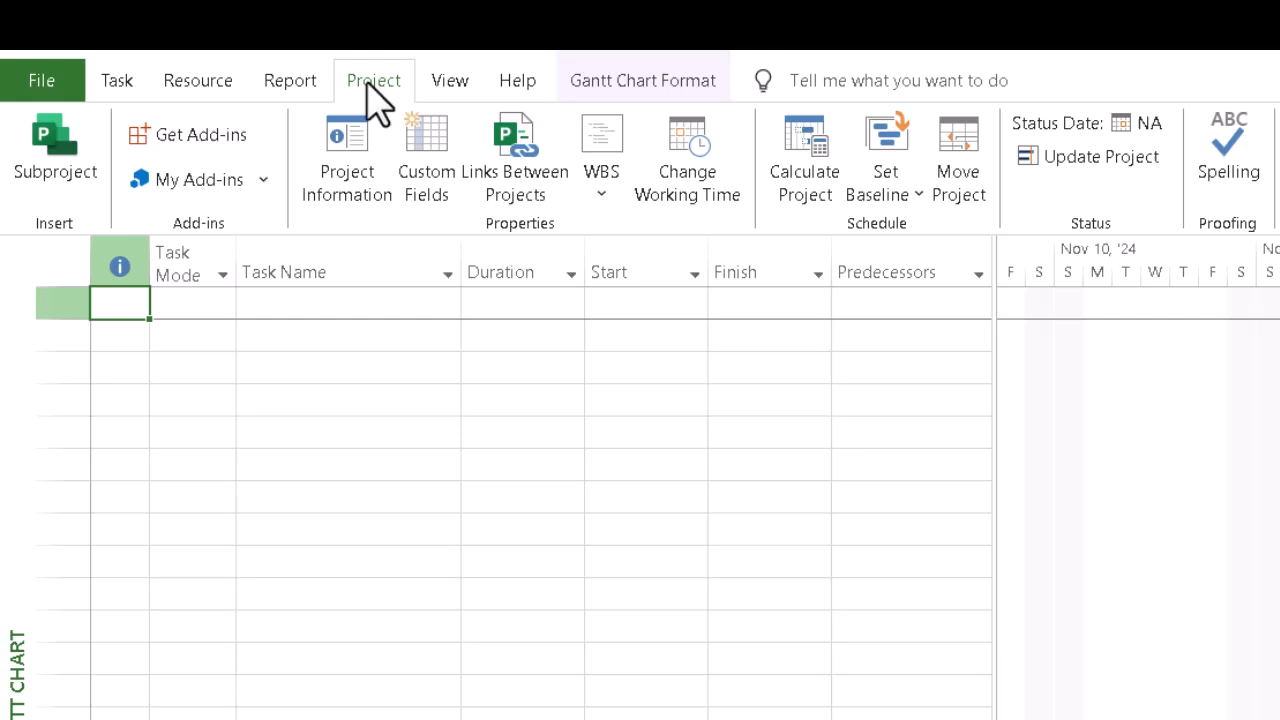 File Task Resource Report Project View Help Gantt Chart Format Tell me what you want to do
Subproject
Insert
Get Add-ins
My Add-ins
Add-ins
Project
Information
Custom
Fields
Links Between
Projects
WBS
Change
Working Time
Properties
Calculate
Project
Set
Baseline
Move
Project
Schedule
Status Date: NA
Update Project
Status
ABC
Spelling
Proofing
Task
Mode
Task Name
Duration
Start
Finish
Predecessors
Nov 10, '24
F S S M T W T F S S
TT CHART